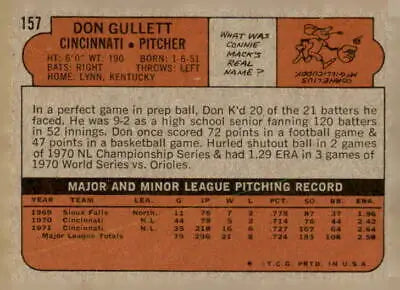 157
DON GULLETT
CINCINNATI • PITCHER
HT: 6'0" WT: 190 BORN: 1-6-51
BATS: RIGHT THROWS: LEFT
HOME: LYNN, KENTUCKY
WHAT WAS
CONNIE
MACK'S
REAL
NAME?
CORNELIUS
McGILLICUDDY
In a perfect game in prep ball, Don K'd 20 of the 21 batters
he faced. He was 9-2 as a high school senior fanning 120 batters
in 52 innings. Don once scored 72 points in a football game &
47 points in a basketball game. Hurled shutout ball in 2 games
of 1970 NL Championship Series & had 1.29 ERA in 3 games of
1970 World Series vs. Orioles.
MAJOR AND MINOR LEAGUE PITCHING RECORD
YEAR TEAM LEA G IP W L PCT. SO BB ERA
1969 Sioux Falls North. 11 78 7 2 .778 87 37 1.96
1970 Cincinnati N.L. 44 78 5 2 .714 76 44 2.42
1971 Cincinnati N.L. 35 218 16 6 .727 107 64 2.64
Major League Totals 79 296 21 8 .724 183 108 2.58
* © T.C.G. PRTD. IN U.S.A.